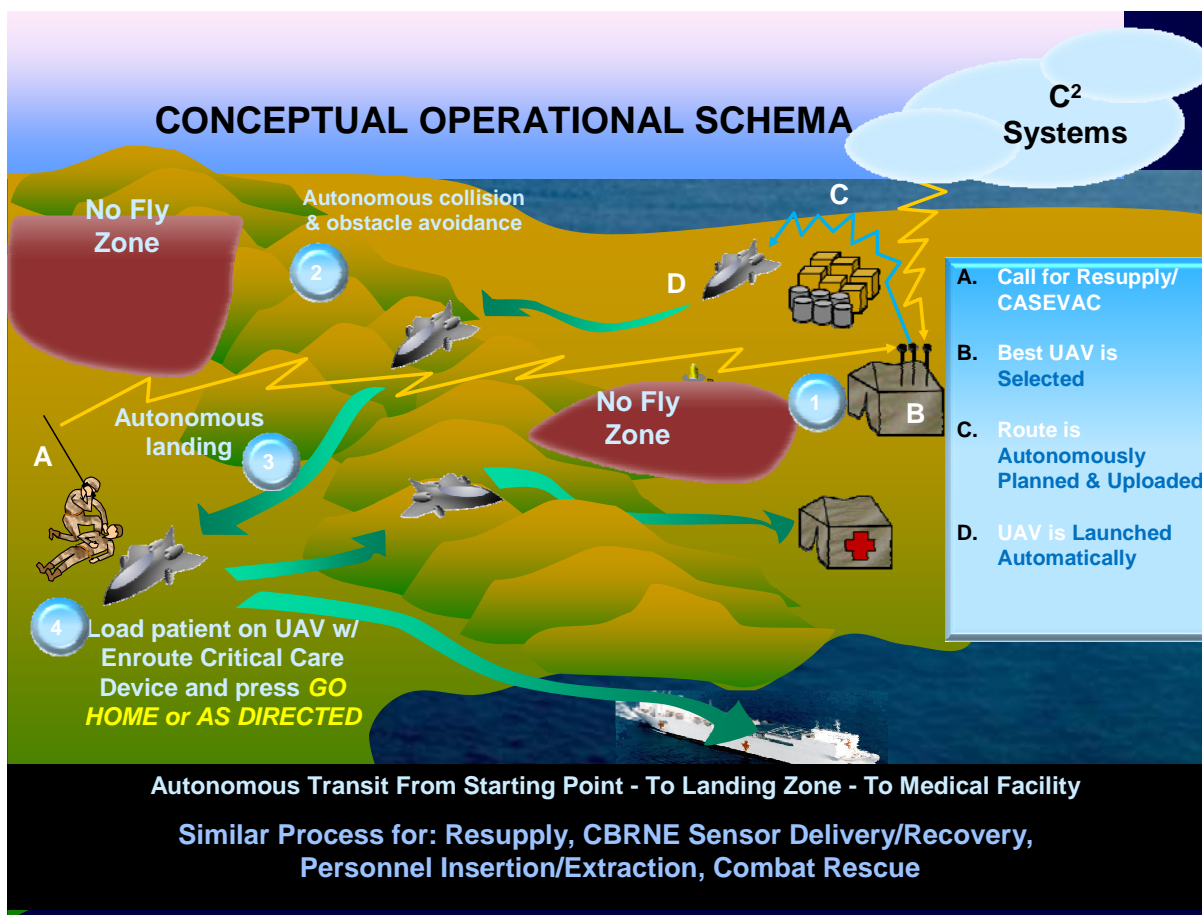 CONCEPTUAL OPERATIONAL SCHEMA
C²
Systems
No Fly
Zone
Autonomous collision
& obstacle avoidance
2
C
D
A. Call for Resupply/
CASEVAC
B. Best UAV is
Selected
C. Route is
Autonomously
Planned & Uploaded
D. UAV is Launched
Automatically
No Fly
Zone
1
B
Autonomous
landing
3
A
4
Load patient on UAV w/
Enroute Critical Care
Device and press GO
HOME or AS DIRECTED
Autonomous Transit From Starting Point - To Landing Zone - To Medical Facility
Similar Process for: Resupply, CBRNE Sensor Delivery/Recovery,
Personnel Insertion/Extraction, Combat Rescue